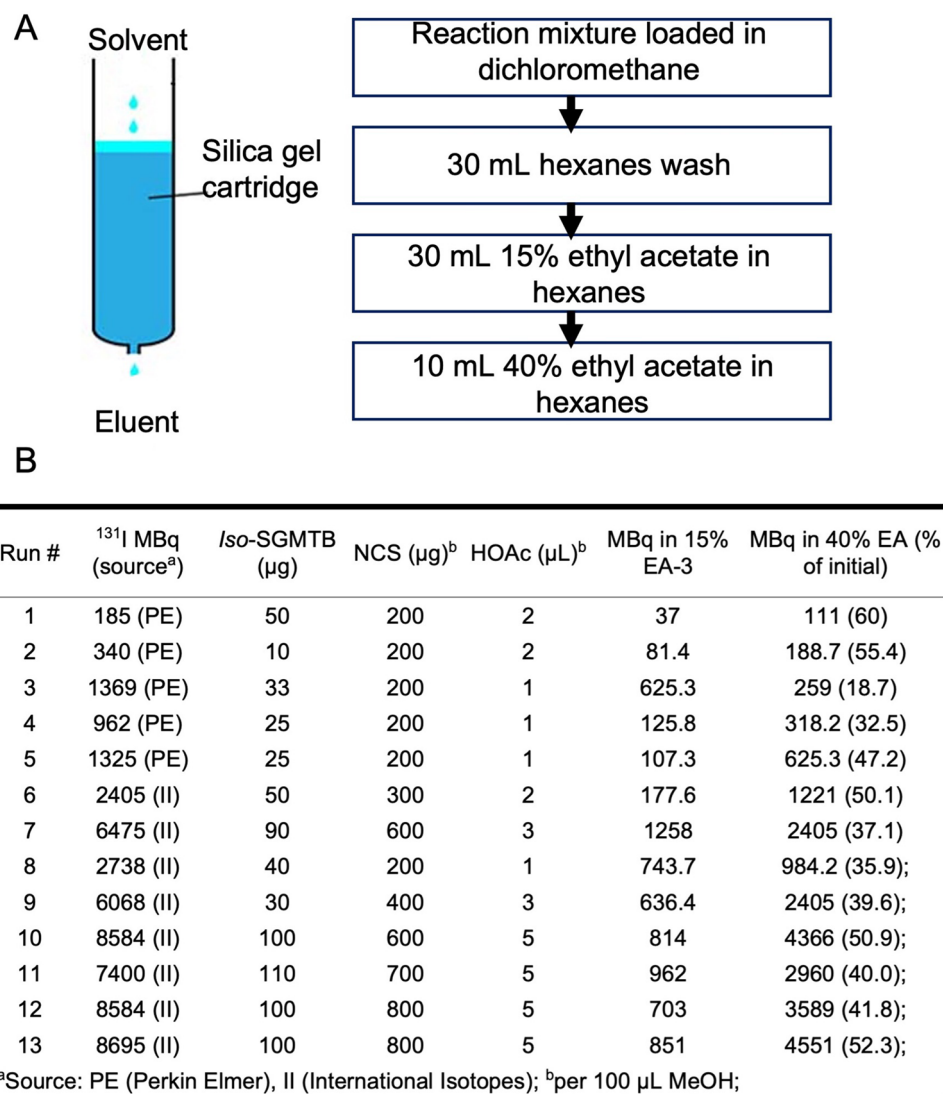 A
Solvent
Silica gel
cartridge
Eluent
Reaction mixture loaded in
dichloromethane
30 mL hexanes wash
30 mL 15% ethyl acetate in
hexanes
10 mL 40% ethyl acetate in
hexanes
B
Run # ¹³¹I MBq (sourceᵃ) Iso-SGMTB (µg) NCS (µg)ᵇ HOAc (µL)ᵇ MBq in 15% EA-3 MBq in 40% EA (% of initial)
1 185 (PE) 50 200 2 37 111 (60)
2 340 (PE) 10 200 2 81.4 188.7 (55.4)
3 1369 (PE) 33 200 1 625.3 259 (18.7)
4 962 (PE) 25 200 1 125.8 318.2 (32.5)
5 1325 (PE) 25 200 1 107.3 625.3 (47.2)
6 2405 (II) 50 300 2 177.6 1221 (50.1)
7 6475 (II) 90 600 3 1258 2405 (37.1)
8 2738 (II) 40 200 1 743.7 984.2 (35.9);
9 6068 (II) 30 400 3 636.4 2405 (39.6);
10 8584 (II) 100 600 5 814 4366 (50.9);
11 7400 (II) 110 700 5 962 2960 (40.0);
12 8584 (II) 100 800 5 703 3589 (41.8);
13 8695 (II) 100 800 5 851 4551 (52.3);
ᵃSource: PE (Perkin Elmer), II (International Isotopes); ᵇper 100 µL MeOH;